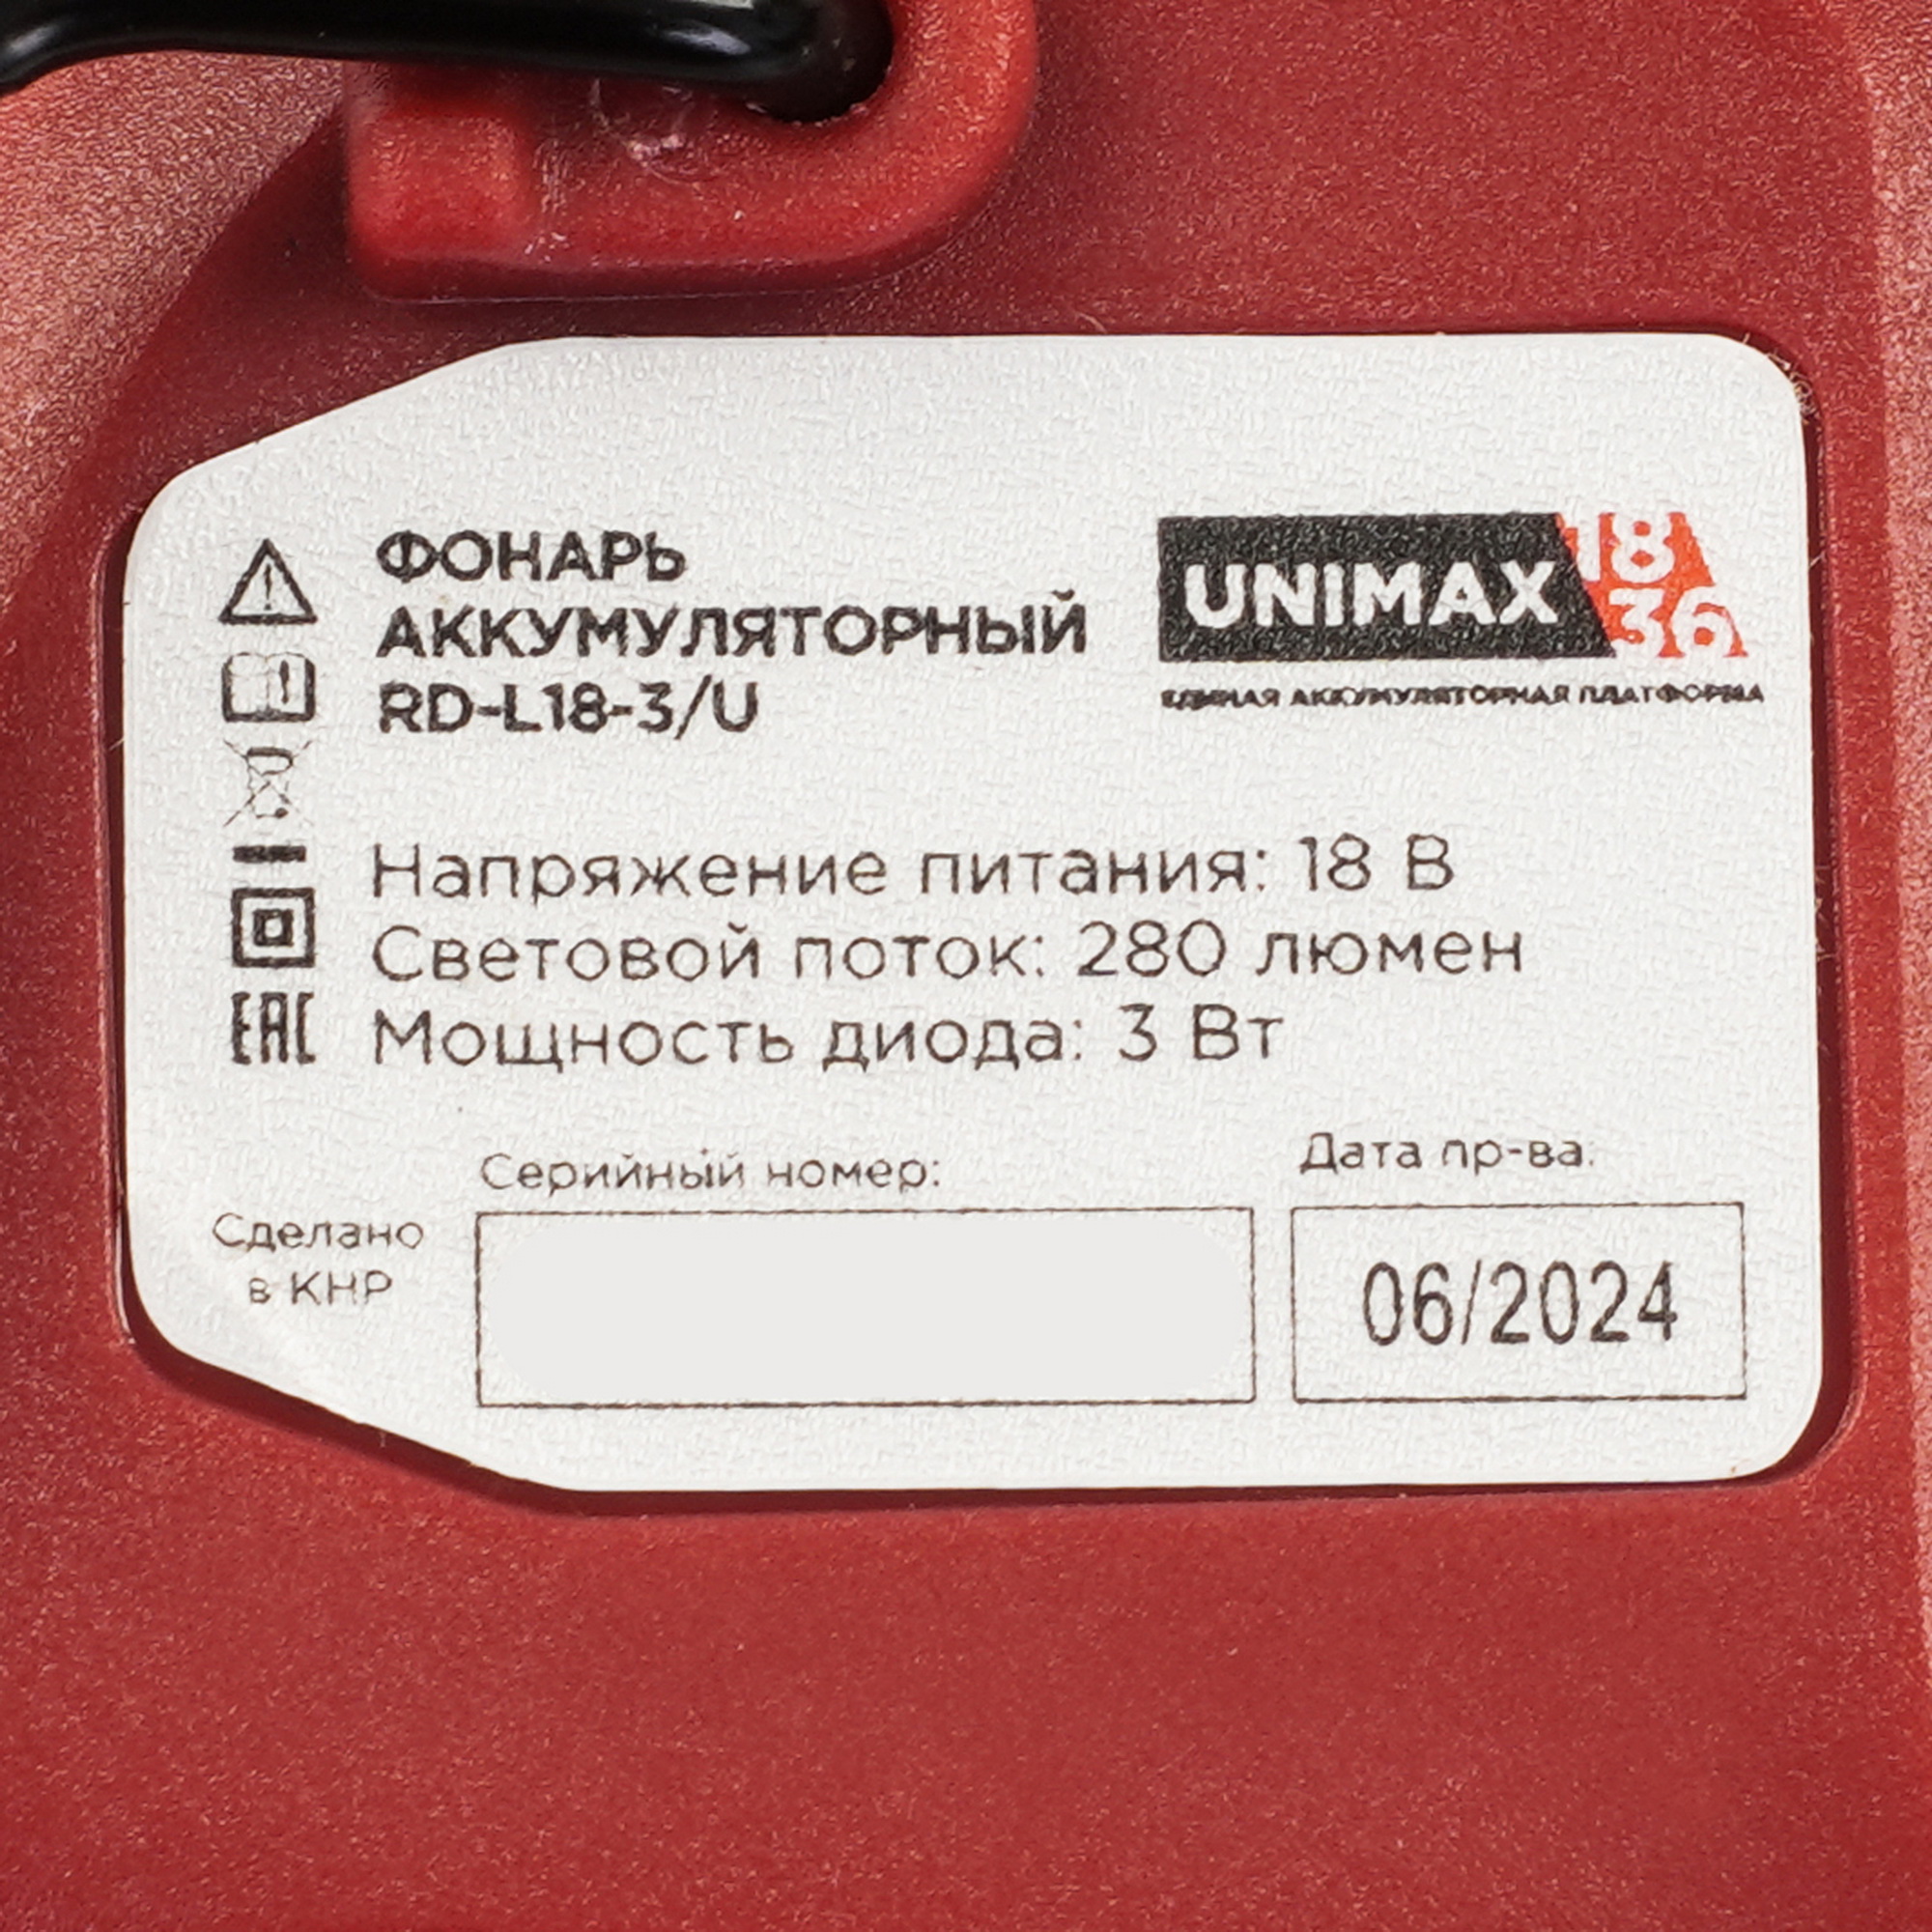 ФОНАРЬ
АККУМУЛЯТОРНЫЙ
RD-L18-3/U
UNIMAX 18
36
ЕДИНАЯ АККУМУЛЯТОРНАЯ ПЛАТФОРМА
Напряжение питания: 18 В
Световой поток: 280 люмен
Мощность диода: 3 Вт
EAC
Сделано
в КНР
Серийный номер:
Дата пр-ва:
06/2024